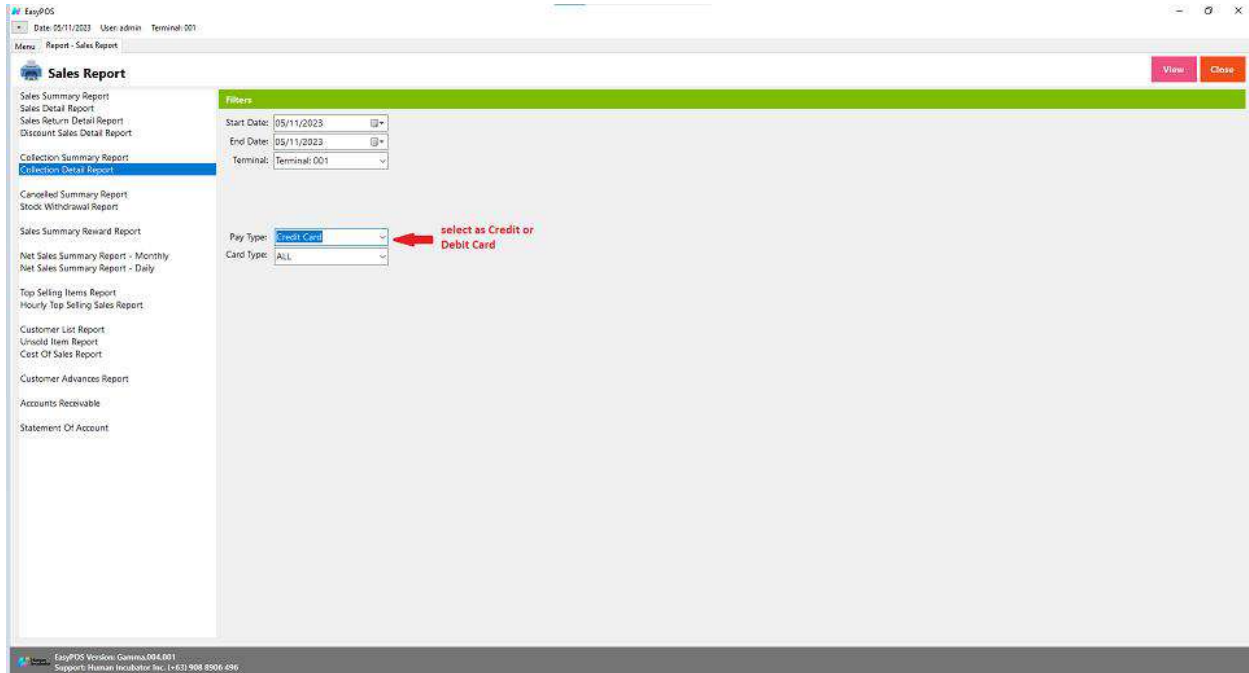 EasyPOS
Date: 05/11/2023 User: admin Terminal: 001
Menu Report - Sales Report
Sales Report
View Close
Sales Summary Report
Sales Detail Report
Sales Return Detail Report
Discount Sales Detail Report
Collection Summary Report
Collection Detail Report
Cancelled Summary Report
Stock Withdrawal Report
Sales Summary Reward Report
Net Sales Summary Report - Monthly
Net Sales Summary Report - Daily
Top Selling Items Report
Hourly Top Selling Sales Report
Customer List Report
Unsold Item Report
Cost Of Sales Report
Customer Advances Report
Accounts Receivable
Statement Of Account
Filters
Start Date: 05/11/2023
End Date: 05/11/2023
Terminal: Terminal: 001
Pay Type: Credit Card
Card Type: ALL
select as Credit or
Debit Card
EasyPOS Version: Gamma.004.001
Support: Human Incubator Inc. (+63) 908 8906 496